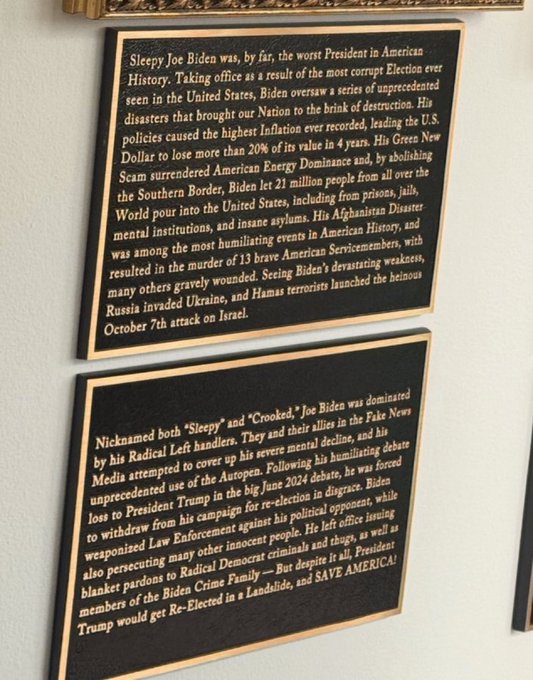 Sleepy Joe Biden was, by far, the worst President in American
History. Taking office as a result of the most corrupt Election ever
seen in the United States, Biden oversaw a series of unprecedented
disasters that brought our Nation to the brink of destruction. His
policies caused the highest Inflation ever recorded, leading the U.S.
Dollar to lose more than 20% of its value in 4 years. His Green New
Scam surrendered American Energy Dominance and, by abolishing
the Southern Border, Biden let 21 million people from all over the
World pour into the United States, including from prisons, jails,
mental institutions, and insane asylums. His Afghanistan Disaster
was among the most humiliating events in American History, and
resulted in the murder of 13 brave American Servicemembers, with
many others gravely wounded. Seeing Biden's devastating weakness,
Russia invaded Ukraine, and Hamas terrorists launched the heinous
October 7th attack on Israel.
Nicknamed both "Sleepy" and "Crooked," Joe Biden was dominated
by his Radical Left handlers. They and their allies in the Fake News
Media attempted to cover up his severe mental decline, and his
unprecedented use of the Autopen. Following his humiliating debate
loss to President Trump in the big June 2024 debate, he was forced
to withdraw from his campaign for re-election in disgrace. Biden
weaponized Law Enforcement against his political opponent, while
also persecuting many other innocent people. He left office issuing
blanket pardons to Radical Democrat criminals and thugs, as well as
members of the Biden Crime Family — But despite it all, President
Trump would get Re-Elected in a Landslide, and SAVE AMERICA!